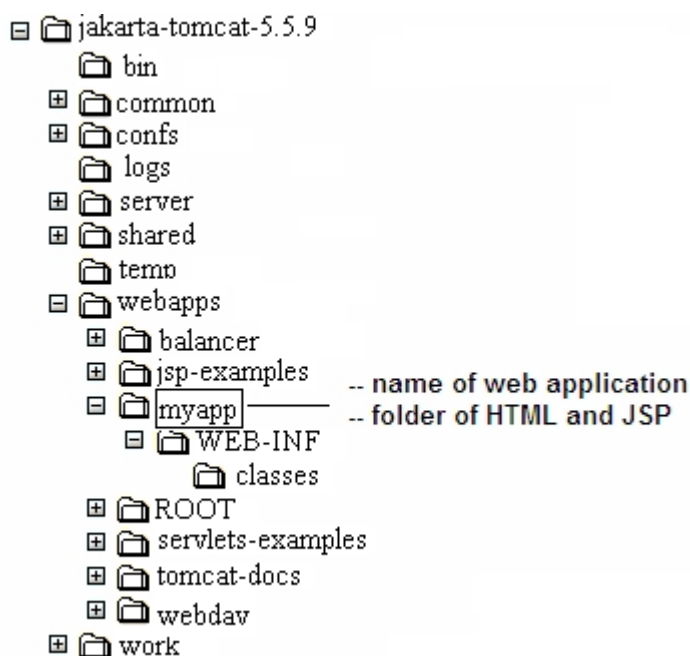 jakarta-tomcat-5.5.9
bin
common
confs
logs
server
shared
temp
webapps
balancer
jsp-examples
-- name of web application
myapp
-- folder of HTML and JSP
WEB-INF
classes
ROOT
servlets-examples
tomcat-docs
webdav
work